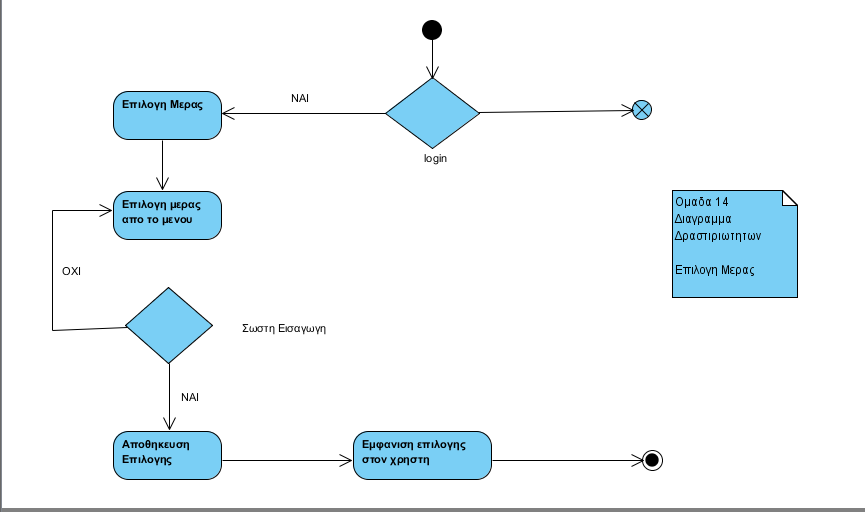 ΝΑΙ
login
Επιλογη Μερας
Επιλογη μερας
απο το μενου
ΟΧΙ
Σωστη Εισαγωγη
ΝΑΙ
Αποθηκευση
Επιλογης
Εμφανιση επιλογης
στον χρηστη
Ομαδα 14
Διαγραμμα
Δραστιριωτητων
Επιλογη Μερας